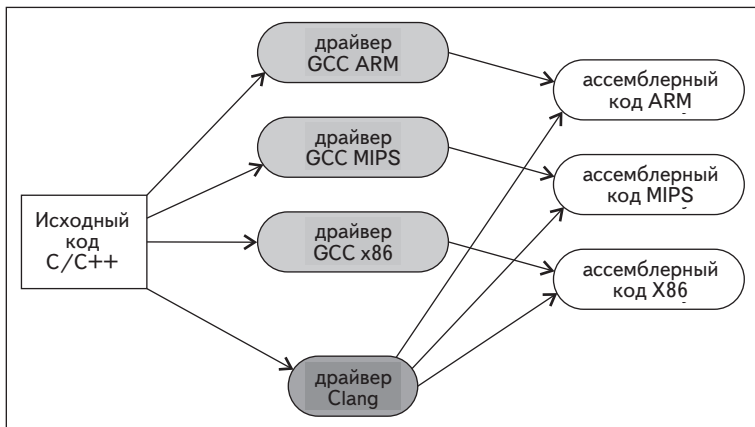 драйвер
GCC ARM
ассемблерный
код ARM
драйвер
GCC MIPS
ассемблерный
код MIPS
Исходный
код
C/C++
драйвер
GCC x86
ассемблерный
код X86
драйвер
Clang